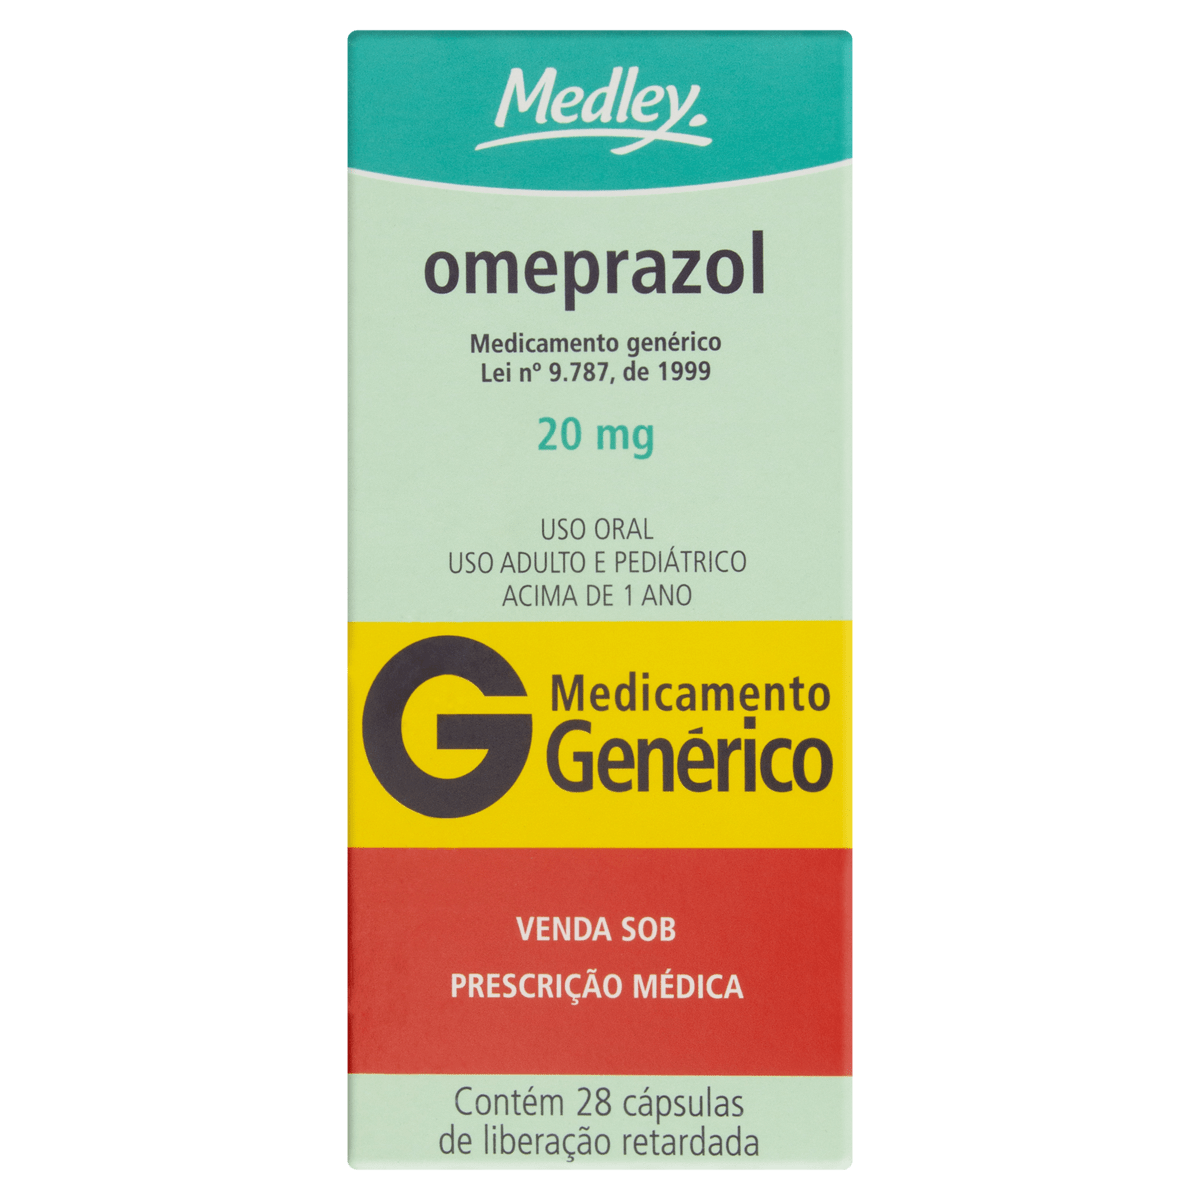 Medley.
omeprazol
Medicamento genérico
Lei nº 9.787, de 1999
20 mg
USO ORAL
USO ADULTO E PEDIÁTRICO
ACIMA DE 1 ANO
G Medicamento
Genérico
VENDA SOB
PRESCRIÇÃO MÉDICA
Contém 28 cápsulas
de liberação retardada